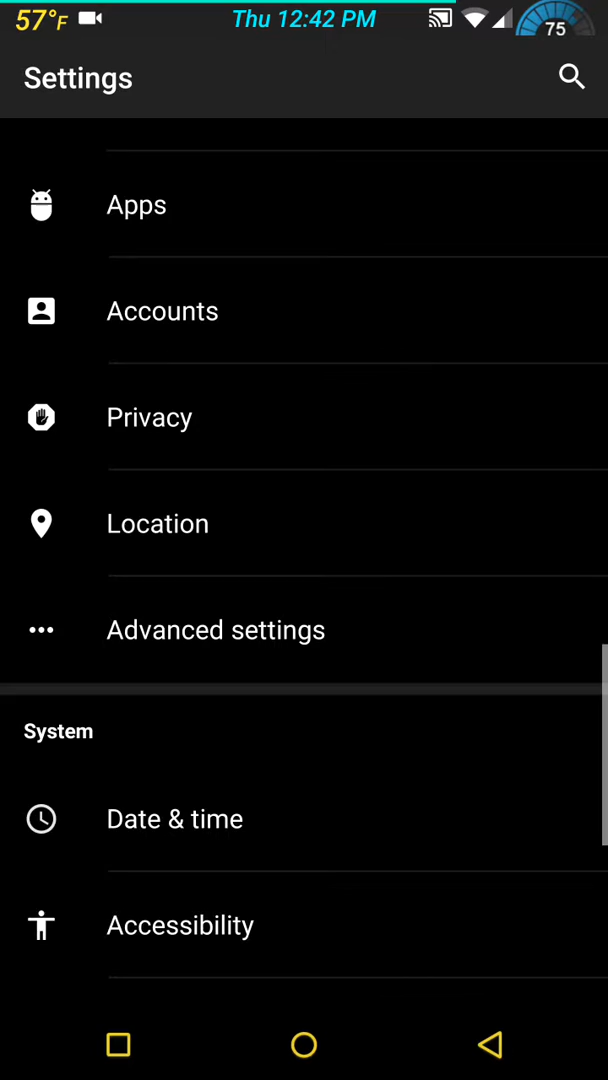 57°F Thu 12:42 PM 75
Settings
Apps
Accounts
Privacy
Location
Advanced settings
System
Date & time
Accessibility